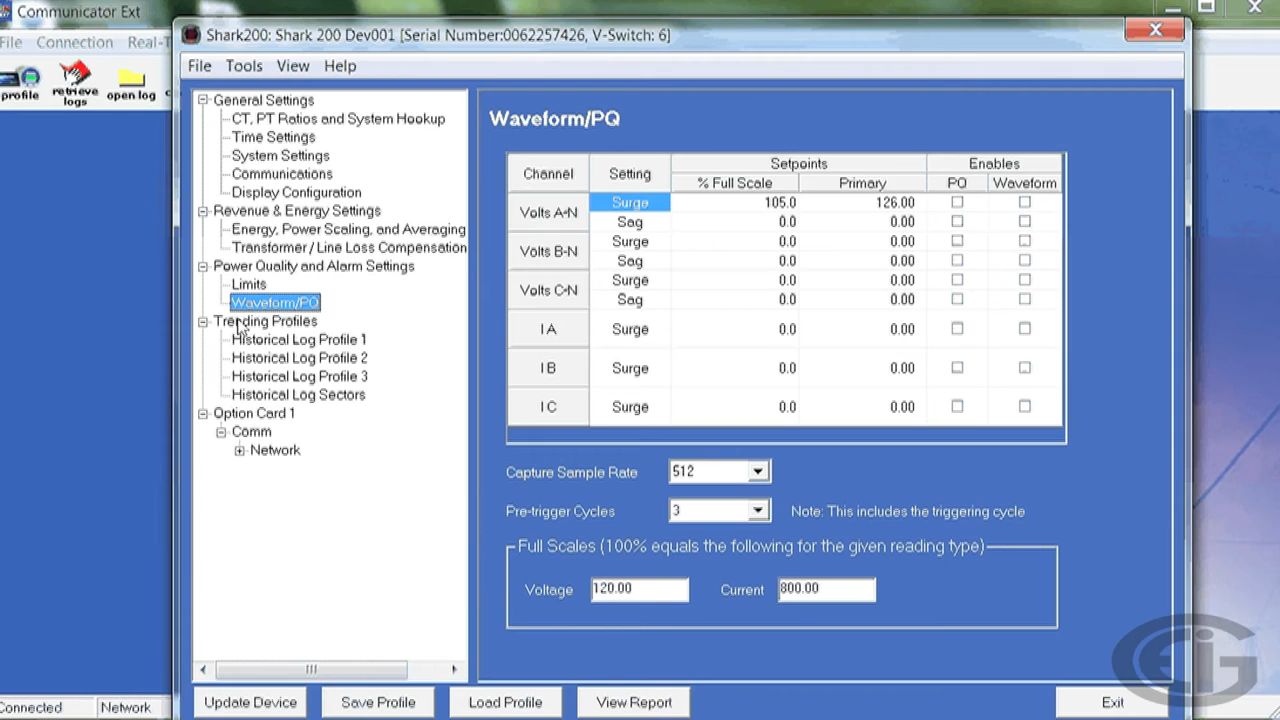 Communicator Ext
File Connection Real-T
profile retrieve logs open log
Shark200: Shark 200 Dev001 [Serial Number:0062257426, V-Switch: 6]
File Tools View Help
General Settings
CT, PT Ratios and System Hookup
Time Settings
System Settings
Communications
Display Configuration
Revenue & Energy Settings
Energy, Power Scaling, and Averaging
Transformer / Line Loss Compensation
Power Quality and Alarm Settings
Limits
Waveform/PQ
Trending Profiles
Historical Log Profile 1
Historical Log Profile 2
Historical Log Profile 3
Historical Log Sectors
Option Card 1
Comm
Network
Waveform/PQ
Channel Setting Setpoints Enables
% Full Scale Primary PQ Waveform
Volts A-N Surge 105.0 126.00
Sag 0.0 0.00
Volts B-N Surge 0.0 0.00
Sag 0.0 0.00
Volts C-N Surge 0.0 0.00
Sag 0.0 0.00
I A Surge 0.0 0.00
I B Surge 0.0 0.00
I C Surge 0.0 0.00
Capture Sample Rate 512
Pre-trigger Cycles 3 Note: This includes the triggering cycle
Full Scales (100% equals the following for the given reading type)
Voltage 120.00 Current 800.00
Update Device Save Profile Load Profile View Report Exit
Connected Network
EIG